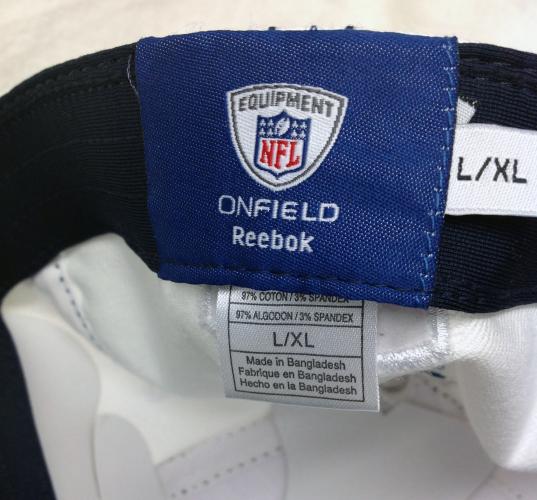 EQUIPMENT
NFL
ONFIELD
Reebok
L/XL
97% COTON / 3% SPANDEX
97% ALGODON / 3% SPANDEX
L/XL
Made in Bangladesh
Fabrique en Bangladesh
Hecho en la Bangladesh